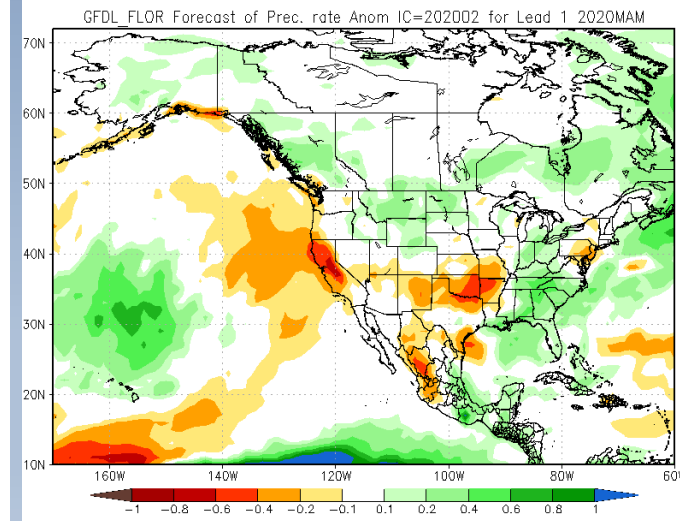 GFDL_FLOR Forecast of Prec. rate Anom IC=202002 for Lead 1 2020MAM
70N
60N
50N
40N
30N
20N
10N
160W 140W 120W 100W 80W 60W
-1 -0.8 -0.6 -0.4 -0.2 -0.1 0.1 0.2 0.4 0.6 0.8 1